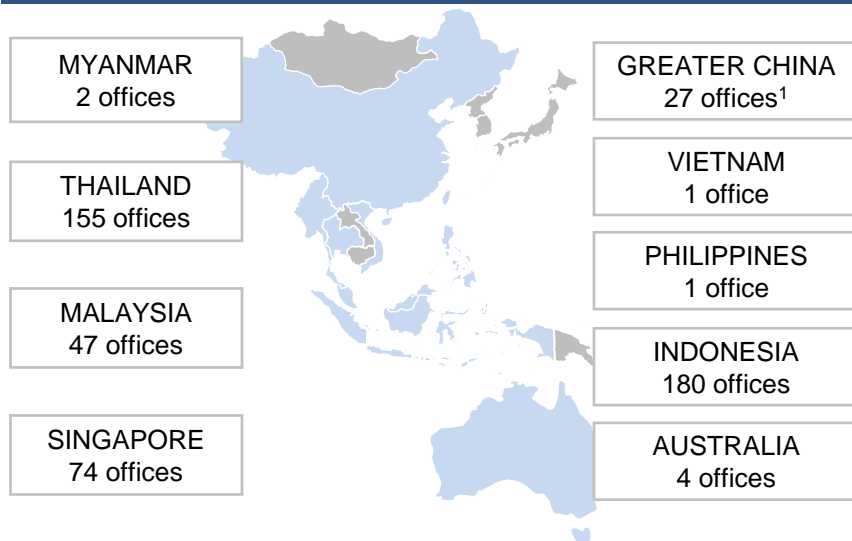 MYANMAR
2 offices
THAILAND
155 offices
MALAYSIA
47 offices
SINGAPORE
74 offices
GREATER CHINA
27 offices¹
VIETNAM
1 office
PHILIPPINES
1 office
INDONESIA
180 offices
AUSTRALIA
4 offices